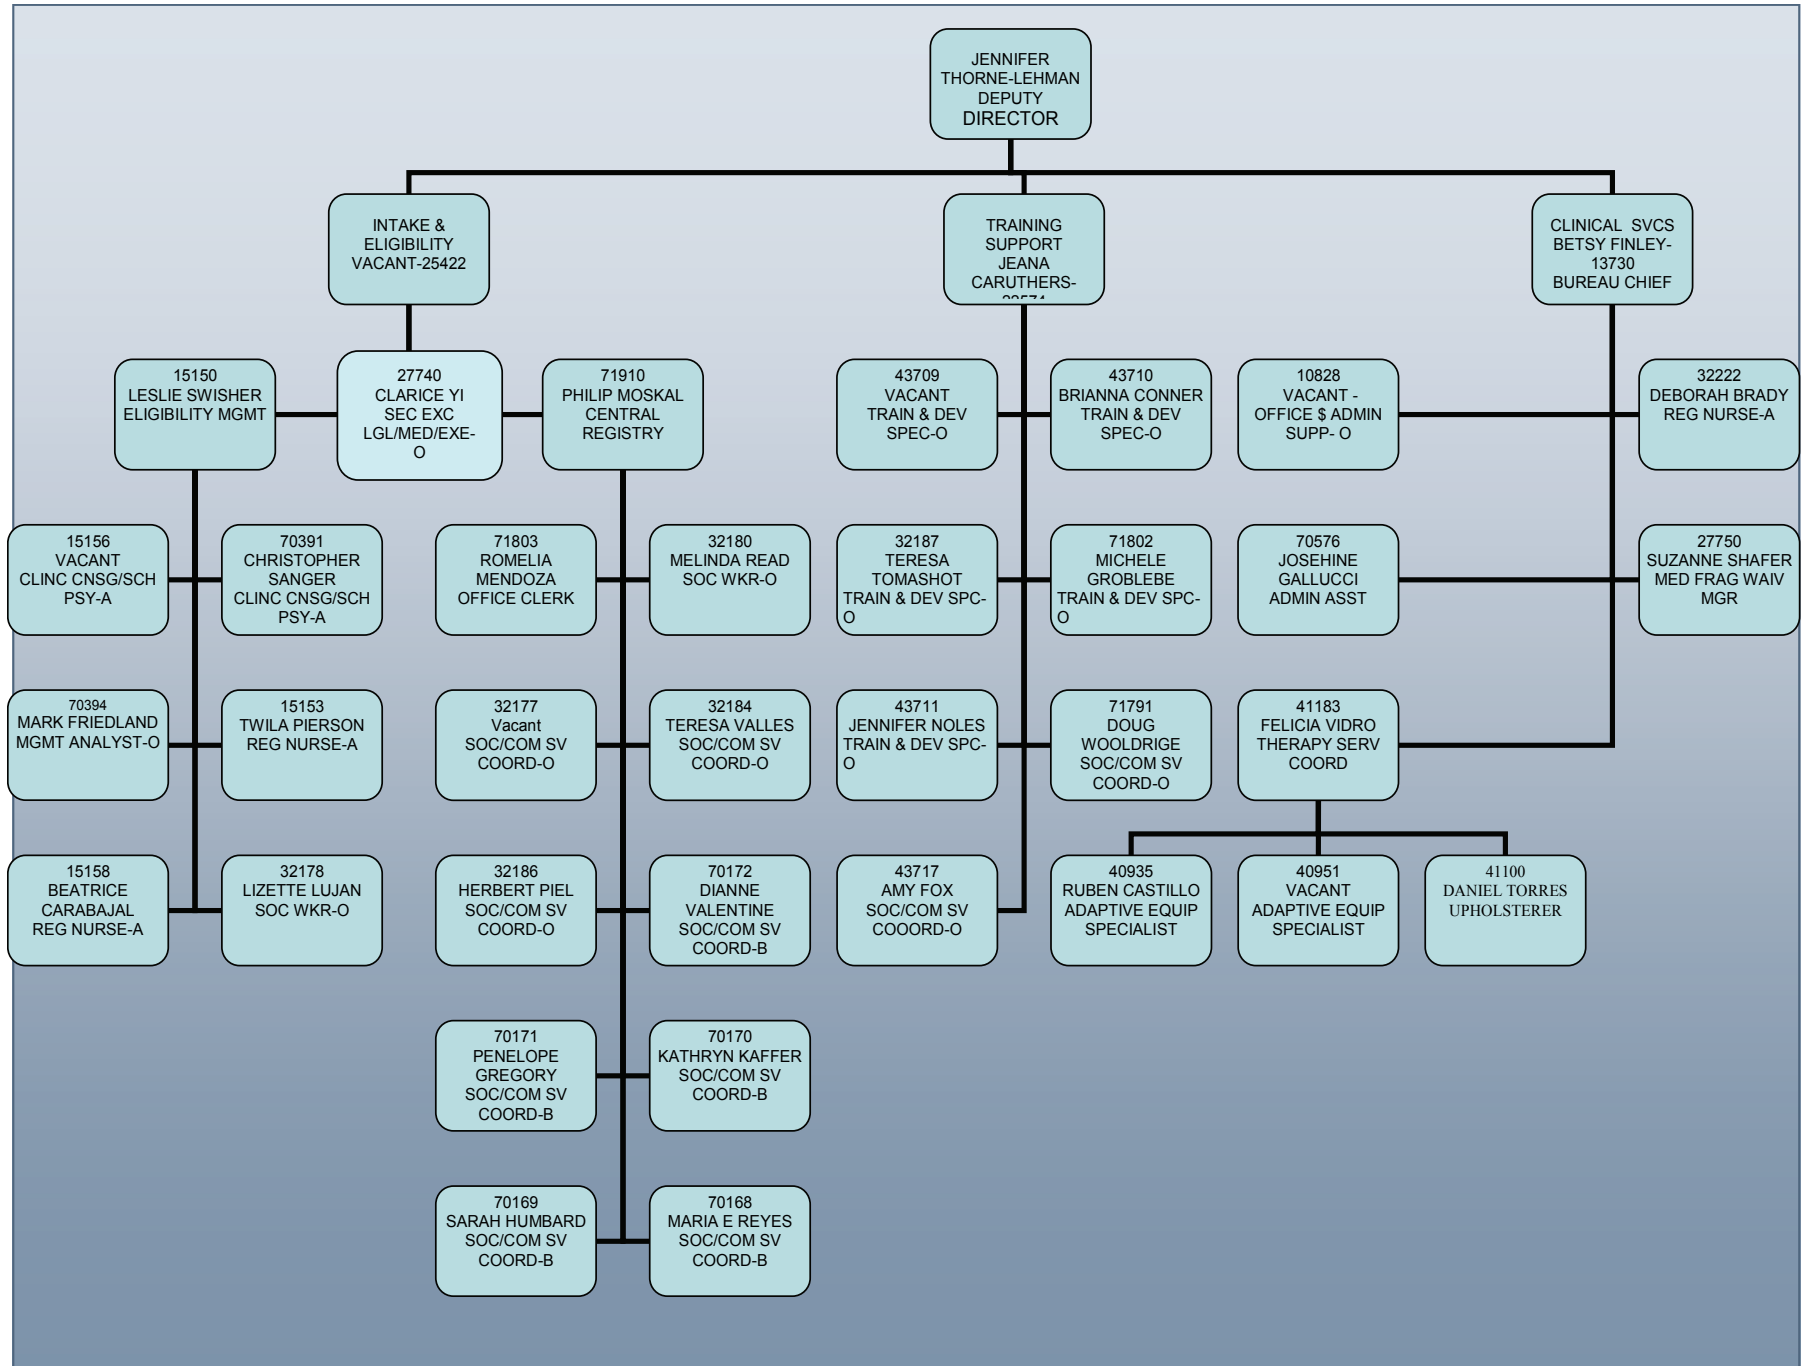 JENNIFER
THORNE-LEHMAN
DEPUTY
DIRECTOR
INTAKE &
ELIGIBILITY
VACANT-25422
TRAINING
SUPPORT
JEANA
CARUTHERS-
CLINICAL SVCS
BETSY FINLEY-
13730
BUREAU CHIEF
15150
LESLIE SWISHER
ELIGIBILITY MGMT
27740
CLARICE YI
SEC EXC
LGL/MED/EXE-
O
71910
PHILIP MOSKAL
CENTRAL
REGISTRY
43709
VACANT
TRAIN & DEV
SPEC-O
43710
BRIANNA CONNER
TRAIN & DEV
SPEC-O
10828
VACANT -
OFFICE $ ADMIN
SUPP- O
32222
DEBORAH BRADY
REG NURSE-A
15156
VACANT
CLINC CNSG/SCH
PSY-A
70391
CHRISTOPHER
SANGER
CLINC CNSG/SCH
PSY-A
71803
ROMELIA
MENDOZA
OFFICE CLERK
32180
MELINDA READ
SOC WKR-O
32187
TERESA
TOMASHOT
TRAIN & DEV SPC-
O
71802
MICHELE
GROBLEBE
TRAIN & DEV SPC-
O
70576
JOSEHINE
GALLUCCI
ADMIN ASST
27750
SUZANNE SHAFER
MED FRAG WAIV
MGR
70394
MARK FRIEDLAND
MGMT ANALYST-O
15153
TWILA PIERSON
REG NURSE-A
32177
Vacant
SOC/COM SV
COORD-O
32184
TERESA VALLES
SOC/COM SV
COORD-O
43711
JENNIFER NOLES
TRAIN & DEV SPC-
O
71791
DOUG
WOOLDRIGE
SOC/COM SV
COORD-O
41183
FELICIA VIDRO
THERAPY SERV
COORD
15158
BEATRICE
CARABAJAL
REG NURSE-A
32178
LIZETTE LUJAN
SOC WKR-O
32186
HERBERT PIEL
SOC/COM SV
COORD-O
70172
DIANNE
VALENTINE
SOC/COM SV
COORD-B
43717
AMY FOX
SOC/COM SV
COOORD-O
40935
RUBEN CASTILLO
ADAPTIVE EQUIP
SPECIALIST
40951
VACANT
ADAPTIVE EQUIP
SPECIALIST
41100
DANIEL TORRES
UPHOLSTERER
70171
PENELOPE
GREGORY
SOC/COM SV
COORD-B
70170
KATHRYN KAFFER
SOC/COM SV
COORD-B
70169
SARAH HUMBARD
SOC/COM SV
COORD-B
70168
MARIA E REYES
SOC/COM SV
COORD-B